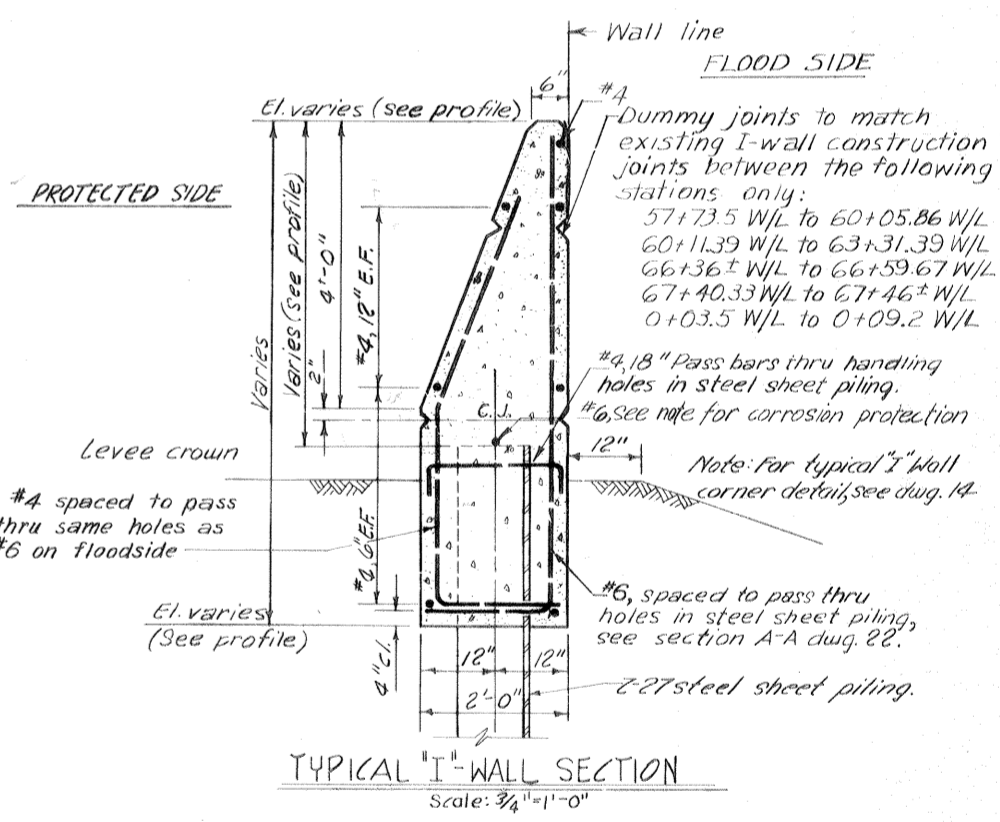 Wall line
FLOOD SIDE
6"
#4
El. varies (see profile)
Dummy joints to match
existing I-wall construction
joints between the following
stations only:
57+73.5 W/L to 60+05.86 W/L
60+11.39 W/L to 63+31.39 W/L
66+36± W/L to 66+59.67 W/L
67+40.33 W/L to 67+46± W/L
0+03.5 W/L to 0+09.2 W/L
PROTECTED SIDE
Varies
Varies (see profile)
2"
4'-0"
#4, 12" E.F.
#4, 18" Pass bars thru handling
holes in steel sheet piling.
C.J.
#6, See note for corrosion protection
12"
Levee crown
Note: For typical "I" Wall
corner detail, see dwg. 14
#4 spaced to pass
thru same holes as
#6 on floodside
#4, 6" E.F.
#6, spaced to pass thru
holes in steel sheet piling,
see section A-A dwg. 22.
El. varies
(See profile)
4" cl.
12"
12"
2'-0"
Z-27 steel sheet piling.
TYPICAL "I"-WALL SECTION
Scale: 3/4"=1'-0"